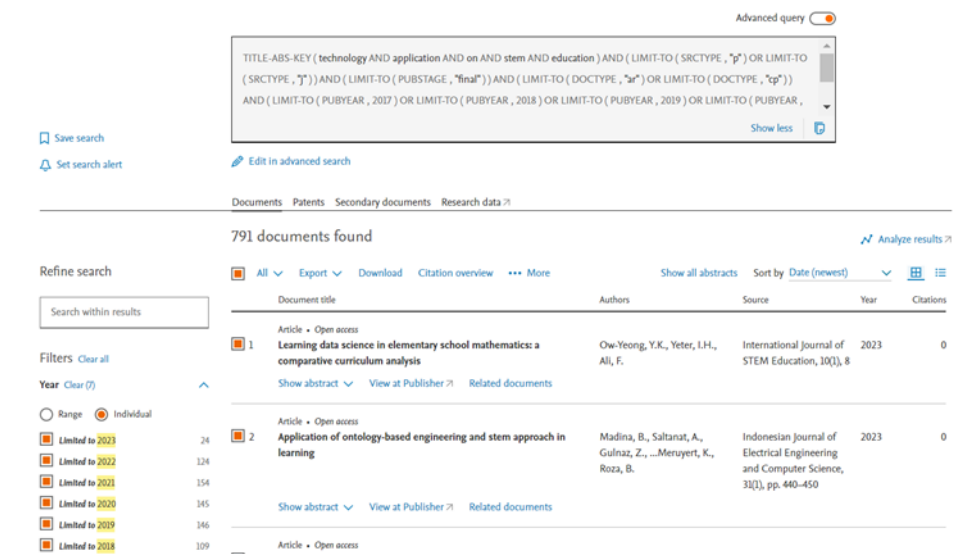 Advanced query
TITLE-ABS-KEY ( technology AND application AND on AND stem AND education ) AND ( LIMIT-TO ( SRCTYPE , "p" ) OR LIMIT-TO
( SRCTYPE , "j" ) ) AND ( LIMIT-TO ( PUBSTAGE , "final" ) ) AND ( LIMIT-TO ( DOCTYPE , "ar" ) OR LIMIT-TO ( DOCTYPE , "cp" ) )
AND ( LIMIT-TO ( PUBYEAR , 2017 ) OR LIMIT-TO ( PUBYEAR , 2018 ) OR LIMIT-TO ( PUBYEAR , 2019 ) OR LIMIT-TO ( PUBYEAR ,
Show less
Save search
Set search alert
Edit in advanced search
Documents Patents Secondary documents Research data
791 documents found
Analyze results
Refine search
All Export Download Citation overview ••• More Show all abstracts Sort by Date (newest)
Document title Authors Source Year Citations
Search within results
Article • Open access
1 Learning data science in elementary school mathematics: a Ow-Yeong, Y.K., Yeter, I.H., International Journal of 2023 0
comparative curriculum analysis Ali, F. STEM Education, 10(1), 8
Filters Clear all
Show abstract View at Publisher Related documents
Year Clear (7)
Range Individual
Article • Open access
2 Application of ontology-based engineering and stem approach in Madina, B., Saltanat, A., Indonesian Journal of 2023 0
learning Gulnaz, Z., ...Meruyert, K., Electrical Engineering
Roza, B. and Computer Science,
31(1), pp. 440–450
Limited to 2023 24
Limited to 2022 124
Limited to 2021 154
Limited to 2020 145
Limited to 2019 146
Limited to 2018 109
Show abstract View at Publisher Related documents
Article • Open access